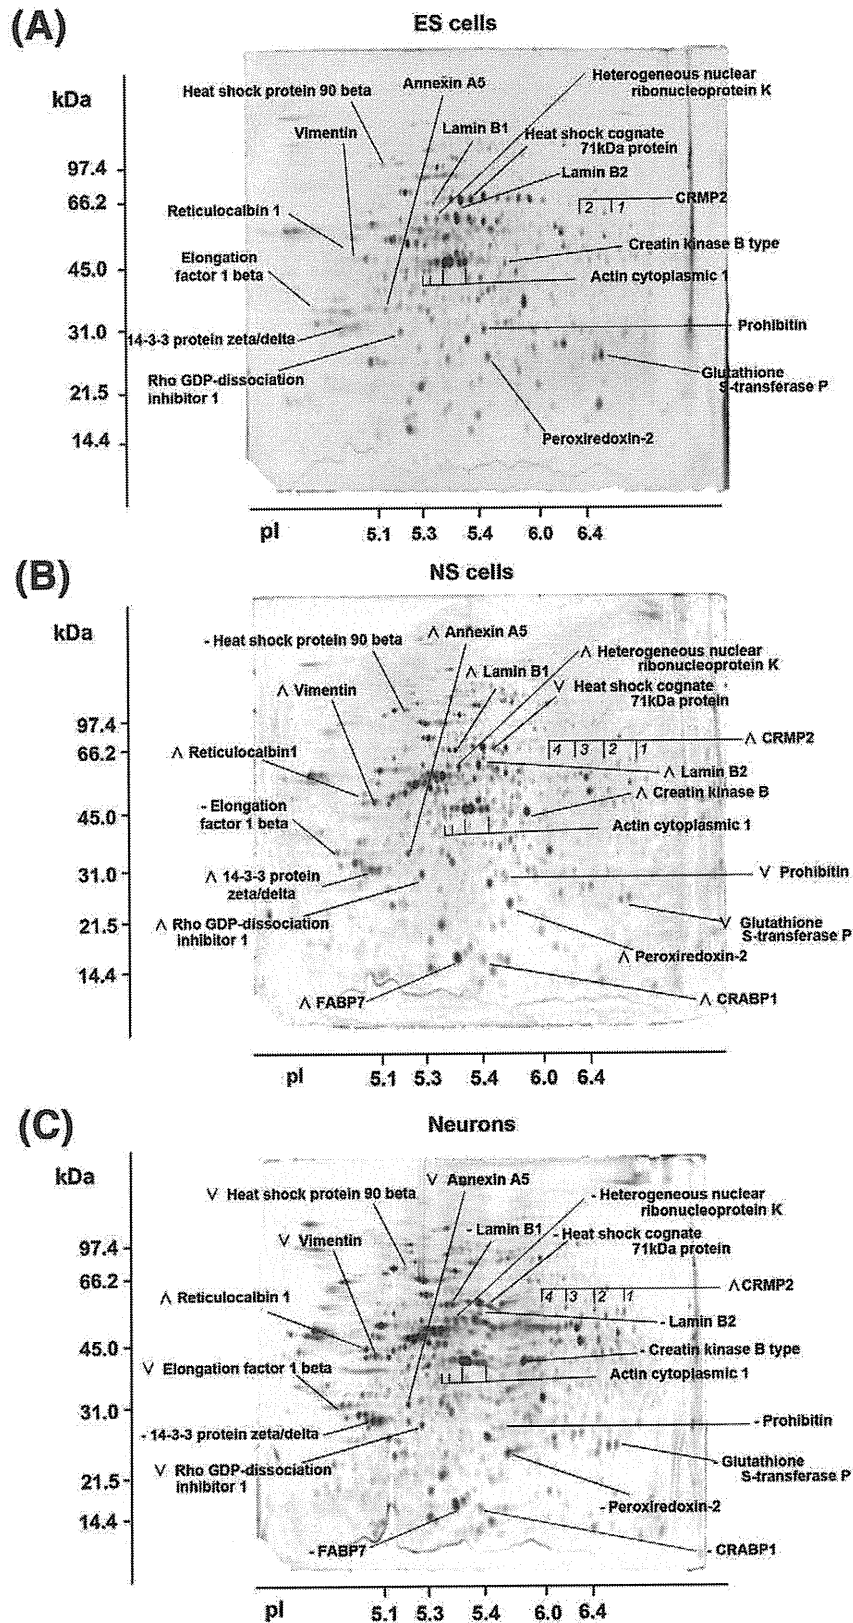 (A)
ES cells
kDa
Heat shock protein 90 beta
Annexin A5
Heterogeneous nuclear
ribonucleoprotein K
Vimentin
Lamin B1
Heat shock cognate
71kDa protein
97.4
Lamin B2
66.2
Reticulocalbin 1
2 1
CRMP2
Creatin kinase B type
Elongation
factor 1 beta
45.0
Actin cytoplasmic 1
31.0
14-3-3 protein zeta/delta
Prohibitin
Rho GDP-dissociation
inhibitor 1
Glutathione
S-transferase P
21.5
14.4
Peroxiredoxin-2
pI 5.1 5.3 5.4 6.0 6.4
(B)
NS cells
kDa
- Heat shock protein 90 beta
Λ Annexin A5
Λ Heterogeneous nuclear
ribonucleoprotein K
Λ Vimentin
Λ Lamin B1
V Heat shock cognate
71kDa protein
97.4
66.2
Λ Reticulocalbin1
4 3 2 1
Λ CRMP2
Λ Lamin B2
Λ Creatin kinase B
- Elongation
factor 1 beta
45.0
Actin cytoplasmic 1
31.0
Λ 14-3-3 protein
zeta/delta
V Prohibitin
21.5
Λ Rho GDP-dissociation
inhibitor 1
V Glutathione
S-transferase P
Λ Peroxiredoxin-2
14.4
Λ FABP7
Λ CRABP1
pI 5.1 5.3 5.4 6.0 6.4
(C)
Neurons
kDa
V Heat shock protein 90 beta
V Annexin A5
- Heterogeneous nuclear
ribonucleoprotein K
V Vimentin
- Lamin B1
- Heat shock cognate
71kDa protein
97.4
66.2
Λ Reticulocalbin 1
4 3 2 1
ΛCRMP2
- Lamin B2
45.0
- Creatin kinase B type
V Elongation factor 1 beta
Actin cytoplasmic 1
31.0
- 14-3-3 protein zeta/delta
- Prohibitin
V Rho GDP-dissociation
inhibitor 1
- Glutathione
S-transferase P
21.5
- Peroxiredoxin-2
14.4
- FABP7
- CRABP1
pI 5.1 5.3 5.4 6.0 6.4